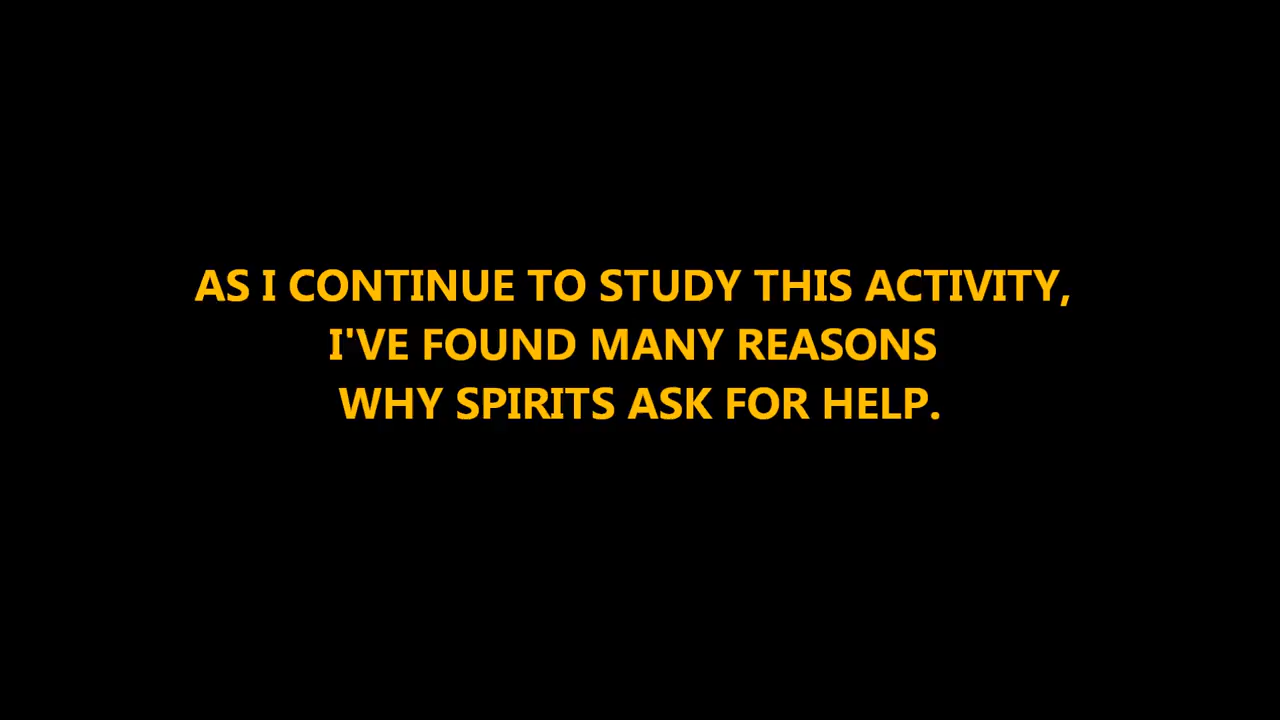 AS I CONTINUE TO STUDY THIS ACTIVITY,
I'VE FOUND MANY REASONS
WHY SPIRITS ASK FOR HELP.